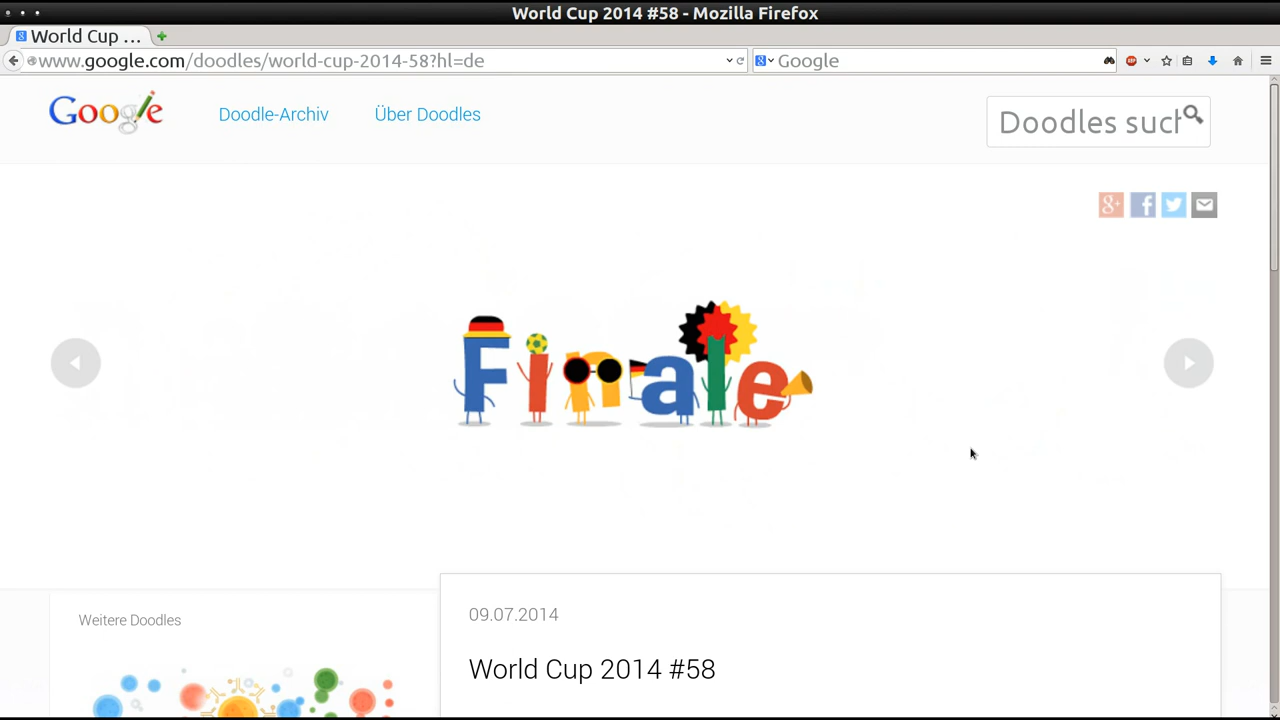 World Cup 2014 #58 - Mozilla Firefox
World Cup ...
www.google.com/doodles/world-cup-2014-58?hl=de
Google
Google
Doodle-Archiv
Über Doodles
Doodles such
g+
f
Finale
09.07.2014
Weitere Doodles
World Cup 2014 #58